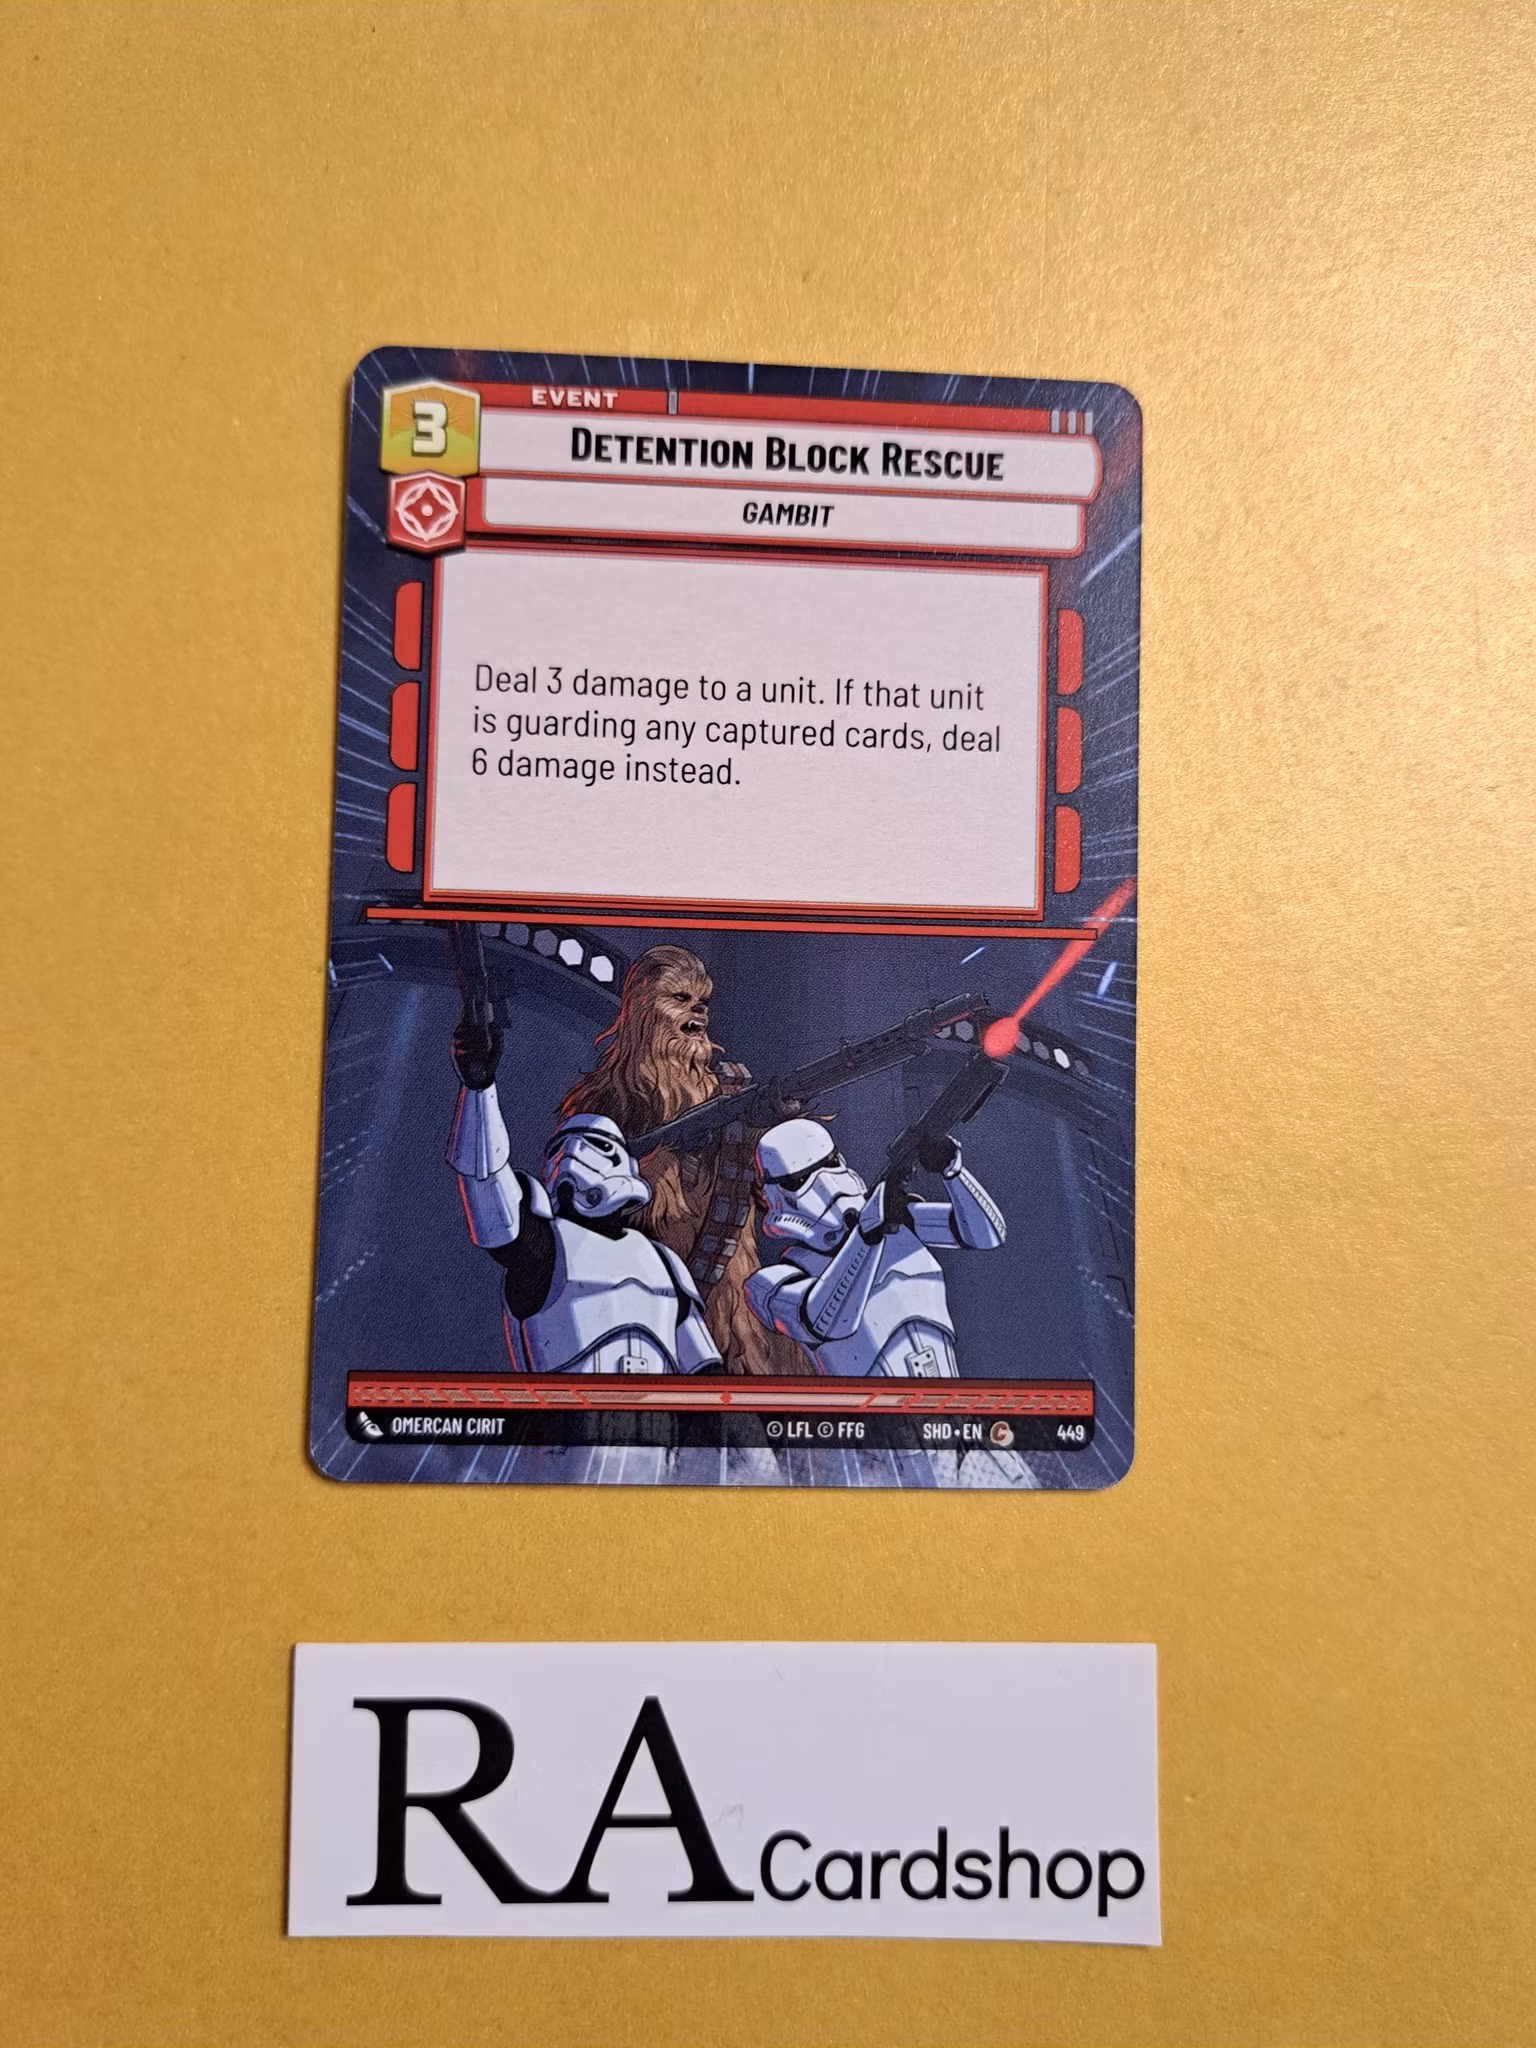 3
EVENT
DETENTION BLOCK RESCUE
GAMBIT
Deal 3 damage to a unit. If that unit
is guarding any captured cards, deal
6 damage instead.
OMERCAN CIRIT © LFL © FFG SHD•EN C 449
RA Cardshop